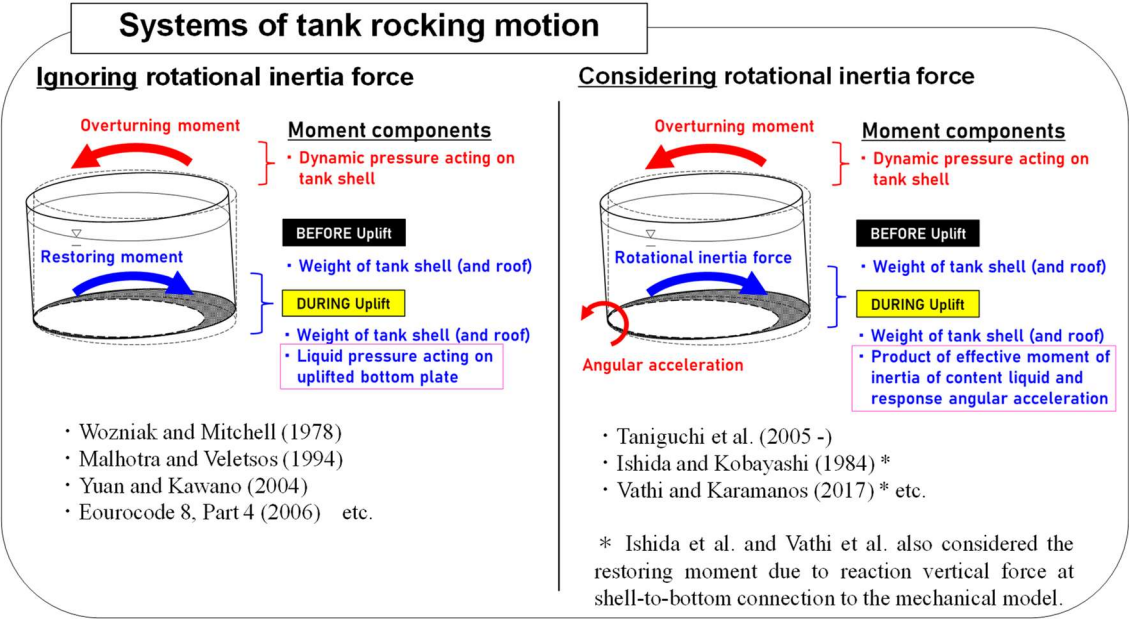 Systems of tank rocking motion
Ignoring rotational inertia force
Overturning moment
Moment components
・Dynamic pressure acting on
tank shell
BEFORE Uplift
Restoring moment
・Weight of tank shell (and roof)
DURING Uplift
・Weight of tank shell (and roof)
・Liquid pressure acting on
uplifted bottom plate
・Wozniak and Mitchell (1978)
・Malhotra and Veletsos (1994)
・Yuan and Kawano (2004)
・Eourocode 8, Part 4 (2006) etc.
Considering rotational inertia force
Overturning moment
Moment components
・Dynamic pressure acting on
tank shell
BEFORE Uplift
Rotational inertia force
・Weight of tank shell (and roof)
DURING Uplift
・Weight of tank shell (and roof)
Angular acceleration
・Product of effective moment of
inertia of content liquid and
response angular acceleration
・Taniguchi et al. (2005 -)
・Ishida and Kobayashi (1984) *
・Vathi and Karamanos (2017) * etc.
＊ Ishida et al. and Vathi et al. also considered the
restoring moment due to reaction vertical force at
shell-to-bottom connection to the mechanical model.